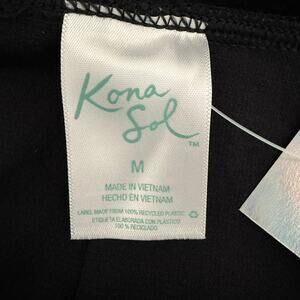 Kona
Sol
TM
M
MADE IN VIETNAM
HECHO EN VIETNAM
LABEL MADE FROM 100% RECYCLED PLASTIC
ETIQUETA ELABORADA CON PLÁSTICO
100 % RECICLADO